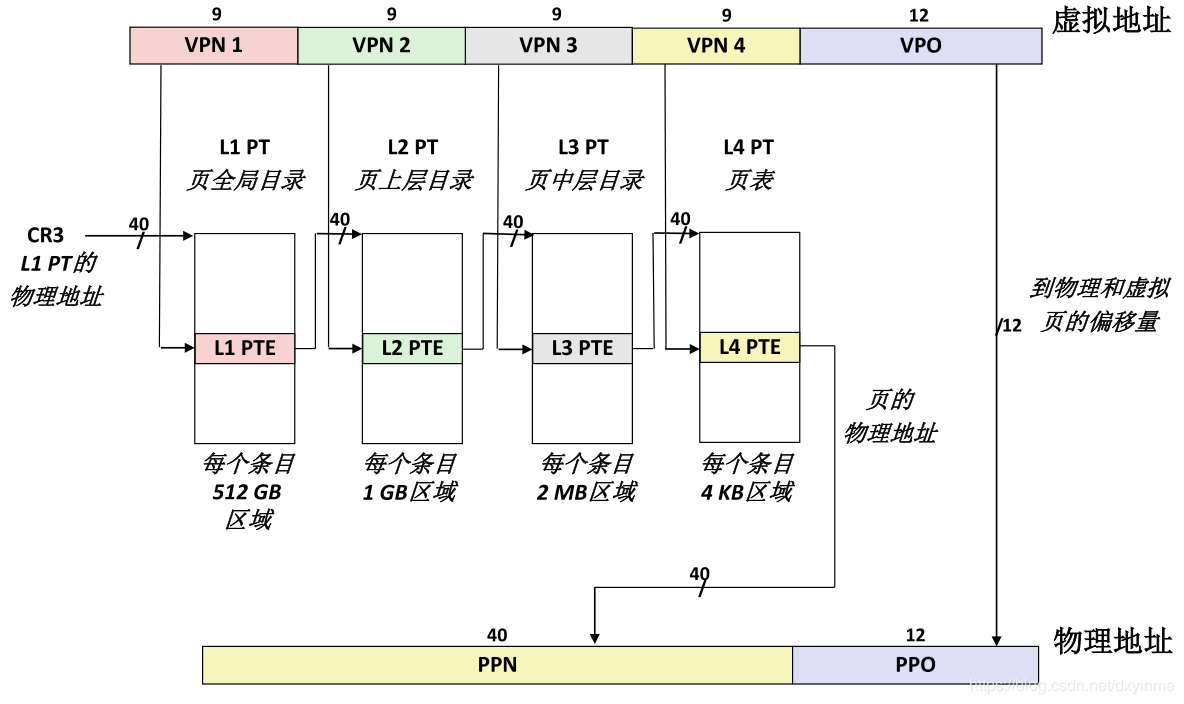 9
9
9
9
12
虚拟地址
VPN 1
VPN 2
VPN 3
VPN 4
VPO
L1 PT
页全局目录
L2 PT
页上层目录
L3 PT
页中层目录
L4 PT
页表
40
40
40
40
CR3
L1 PT的
物理地址
L1 PTE
L2 PTE
L3 PTE
L4 PTE
到物理和虚拟
页的偏移量
/12
页的
物理地址
每个条目
512 GB
区域
每个条目
1 GB区域
每个条目
2 MB区域
每个条目
4 KB区域
40
40
12
物理地址
PPN
PPO
https://blog.csdn.net/dxyinme